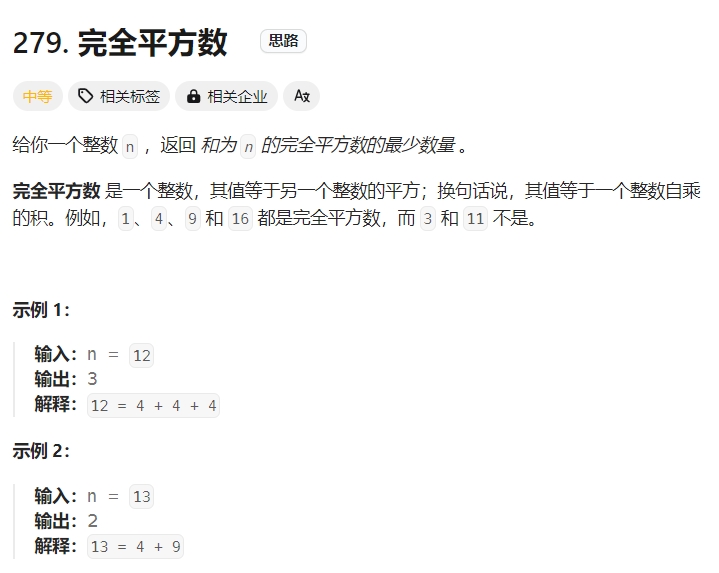 279. 完全平方数 思路
中等 相关标签 相关企业 A文
给你一个整数 n ，返回 和为 n 的完全平方数的最少数量 。
完全平方数 是一个整数，其值等于另一个整数的平方；换句话说，其值等于一个整数自乘
的积。例如，1、4、9 和 16 都是完全平方数，而 3 和 11 不是。
示例 1：
输入：n = 12
输出：3
解释：12 = 4 + 4 + 4
示例 2：
输入：n = 13
输出：2
解释：13 = 4 + 9